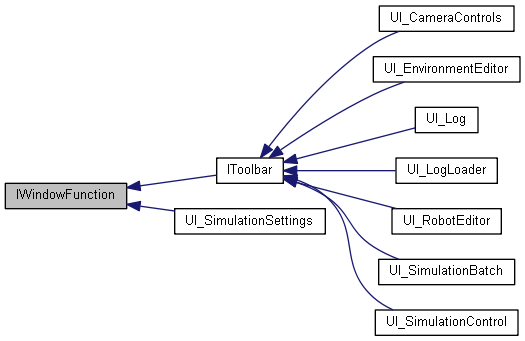 UI_CameraControls
UI_EnvironmentEditor
UI_Log
IToolbar
UI_LogLoader
IWindowFunction
UI_SimulationSettings
UI_RobotEditor
UI_SimulationBatch
UI_SimulationControl